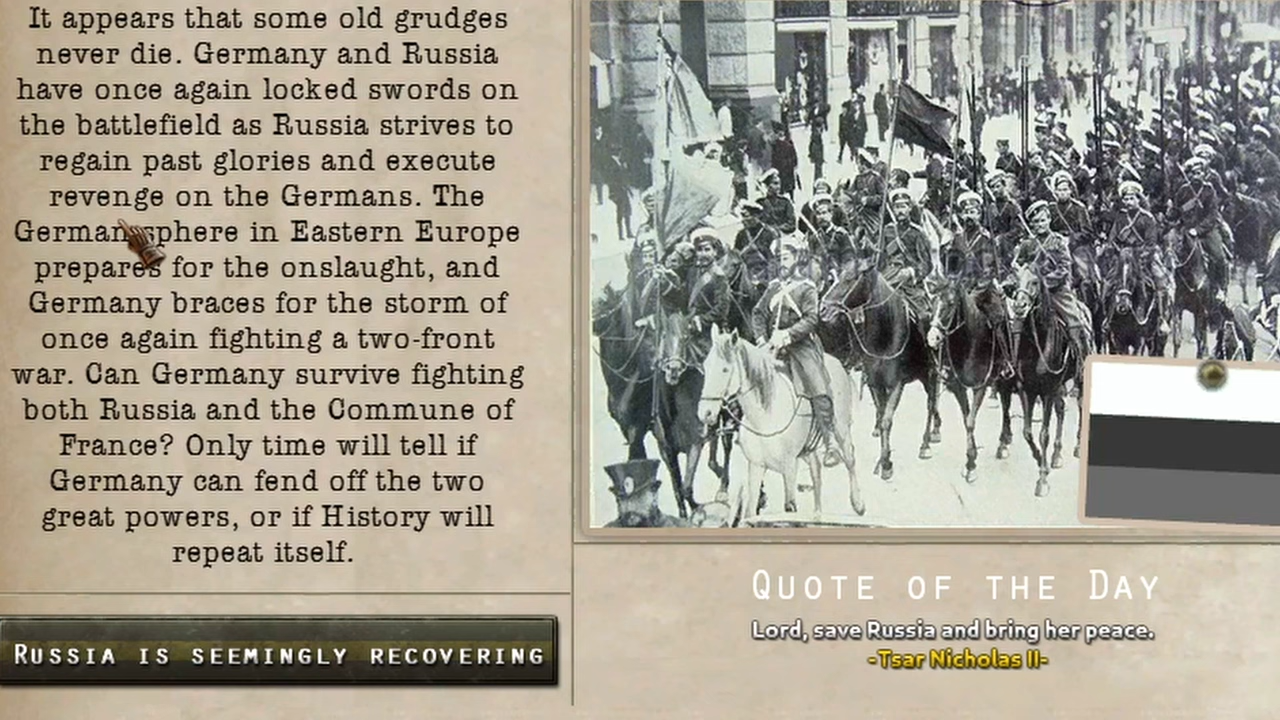 It appears that some old grudges
never die. Germany and Russia
have once again locked swords on
the battlefield as Russia strives to
regain past glories and execute
revenge on the Germans. The
German sphere in Eastern Europe
prepares for the onslaught, and
Germany braces for the storm of
once again fighting a two-front
war. Can Germany survive fighting
both Russia and the Commune of
France? Only time will tell if
Germany can fend off the two
great powers, or if History will
repeat itself.
Russia is seemingly recovering
Quote of the Day
Lord, save Russia and bring her peace.
-Tsar Nicholas II-